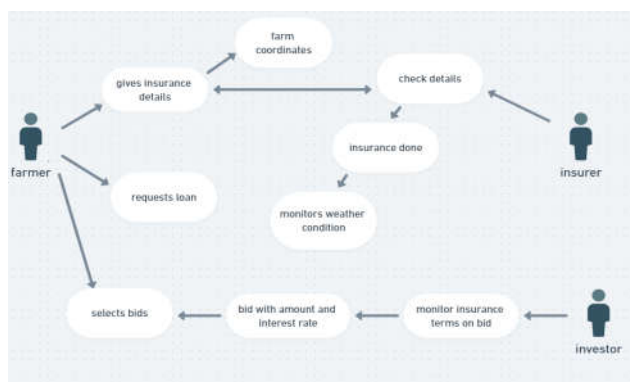 farm
coordinates
gives insurance
details
check details
farmer
insurance done
insurer
requests loan
monitors weather
condition
selects bids
bid with amount and
interest rate
monitor insurance
terms on bid
investor